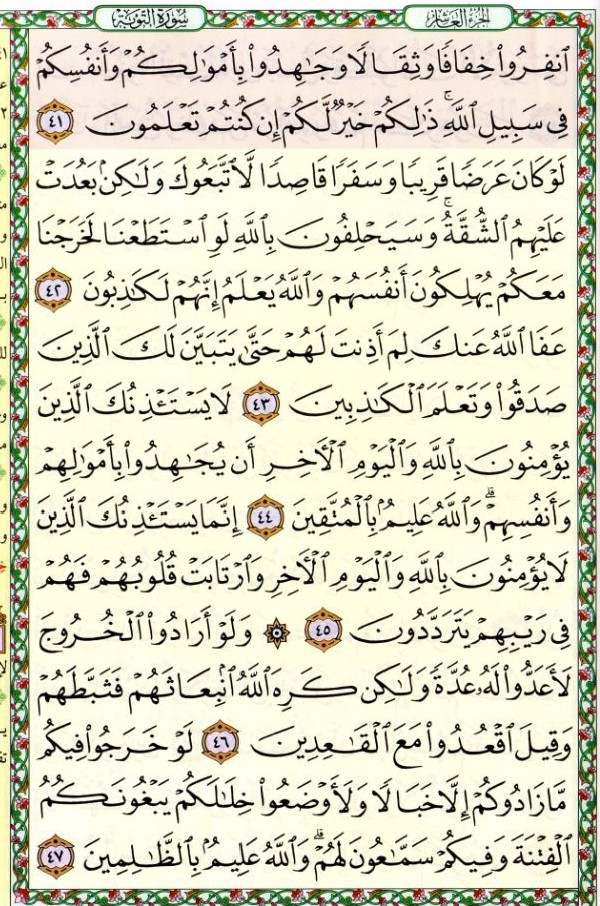 الجزء العاشر
سورة التوبة
ٱنفِرُوا۟ خِفَافًا وَثِقَالًا وَجَـٰهِدُوا۟ بِأَمْوَٰلِكُمْ وَأَنفُسِكُمْ
فِى سَبِيلِ ٱللَّهِ ۚ ذَٰلِكُمْ خَيْرٌ لَّكُمْ إِن كُنتُمْ تَعْلَمُونَ ٤١
لَوْ كَانَ عَرَضًا قَرِيبًا وَسَفَرًا قَاصِدًا لَّٱتَّبَعُوكَ وَلَـٰكِنۢ بَعُدَتْ
عَلَيْهِمُ ٱلشُّقَّةُ ۚ وَسَيَحْلِفُونَ بِٱللَّهِ لَوِ ٱسْتَطَعْنَا لَخَرَجْنَا
مَعَكُمْ يُهْلِكُونَ أَنفُسَهُمْ وَٱللَّهُ يَعْلَمُ إِنَّهُمْ لَكَـٰذِبُونَ ٤٢
عَفَا ٱللَّهُ عَنكَ لِمَ أَذِنتَ لَهُمْ حَتَّىٰ يَتَبَيَّنَ لَكَ ٱلَّذِينَ
صَدَقُوا۟ وَتَعْلَمَ ٱلْكَـٰذِبِينَ ٤٣ لَا يَسْتَـْٔذِنُكَ ٱلَّذِينَ
يُؤْمِنُونَ بِٱللَّهِ وَٱلْيَوْمِ ٱلْـَٔاخِرِ أَن يُجَـٰهِدُوا۟ بِأَمْوَٰلِهِمْ
وَأَنفُسِهِمْ ۗ وَٱللَّهُ عَلِيمٌۢ بِٱلْمُتَّقِينَ ٤٤ إِنَّمَا يَسْتَـْٔذِنُكَ ٱلَّذِينَ
لَا يُؤْمِنُونَ بِٱللَّهِ وَٱلْيَوْمِ ٱلْـَٔاخِرِ وَٱرْتَابَتْ قُلُوبُهُمْ فَهُمْ
فِى رَيْبِهِمْ يَتَرَدَّدُونَ ٤٥ ۞ وَلَوْ أَرَادُوا۟ ٱلْخُرُوجَ
لَأَعَدُّوا۟ لَهُۥ عُدَّةً وَلَـٰكِن كَرِهَ ٱللَّهُ ٱنۢبِعَاثَهُمْ فَثَبَّطَهُمْ
وَقِيلَ ٱقْعُدُوا۟ مَعَ ٱلْقَـٰعِدِينَ ٤٦ لَوْ خَرَجُوا۟ فِيكُم
مَّا زَادُوكُمْ إِلَّا خَبَالًا وَلَأَوْضَعُوا۟ خِلَـٰلَكُمْ يَبْغُونَكُمُ
ٱلْفِتْنَةَ وَفِيكُمْ سَمَّـٰعُونَ لَهُمْ ۗ وَٱللَّهُ عَلِيمٌۢ بِٱلظَّـٰلِمِينَ ٤٧